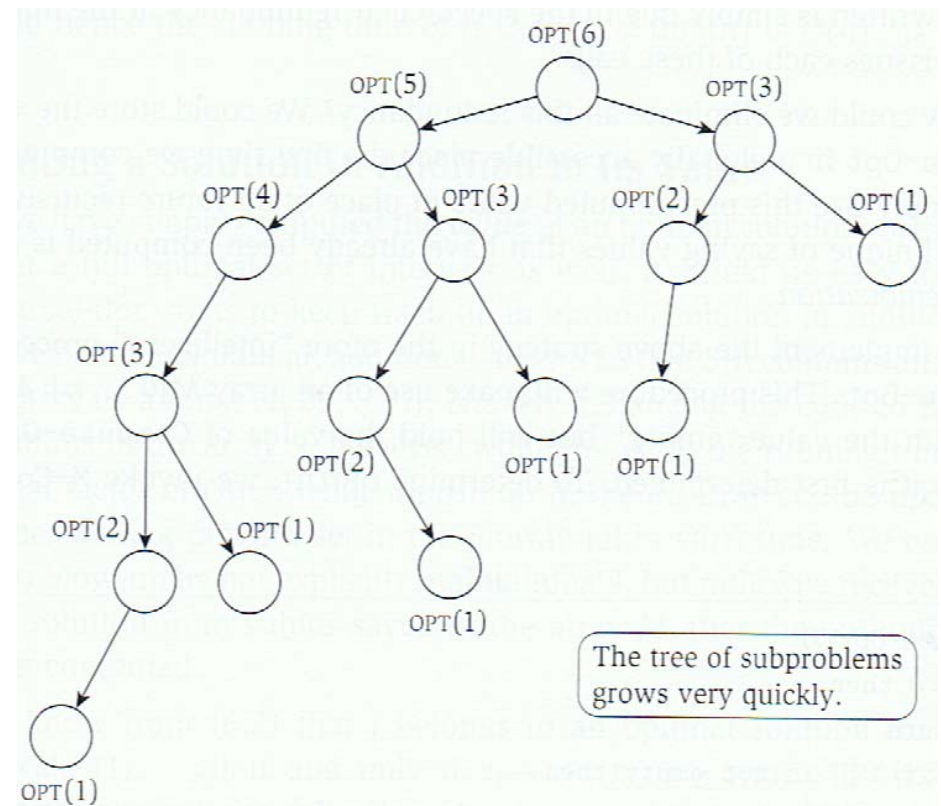 OPT(6)
OPT(5)
OPT(3)
OPT(4)
OPT(3)
OPT(2)
OPT(1)
OPT(3)
OPT(2)
OPT(1)
OPT(1)
OPT(2)
OPT(1)
OPT(1)
The tree of subproblems
grows very quickly.
OPT(1)